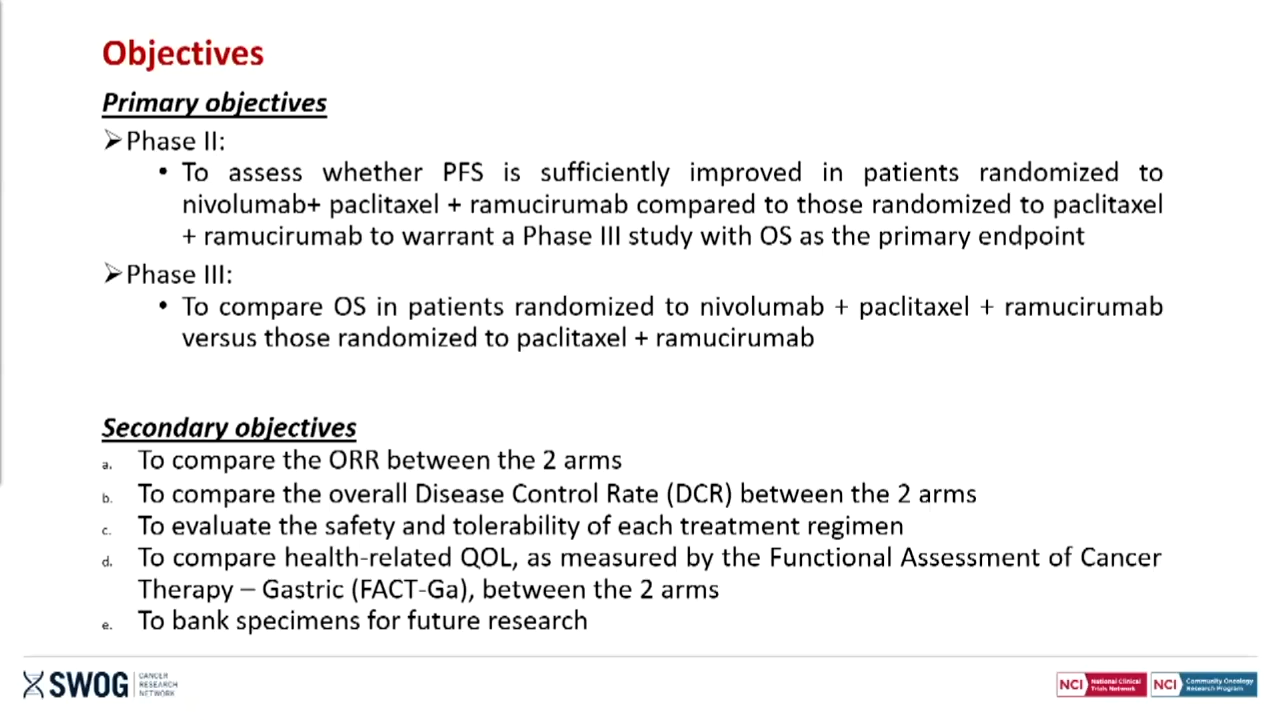 Objectives
Primary objectives
➢Phase II:
• To assess whether PFS is sufficiently improved in patients randomized to
nivolumab+ paclitaxel + ramucirumab compared to those randomized to paclitaxel
+ ramucirumab to warrant a Phase III study with OS as the primary endpoint
➢Phase III:
• To compare OS in patients randomized to nivolumab + paclitaxel + ramucirumab
versus those randomized to paclitaxel + ramucirumab
Secondary objectives
a. To compare the ORR between the 2 arms
b. To compare the overall Disease Control Rate (DCR) between the 2 arms
c. To evaluate the safety and tolerability of each treatment regimen
d. To compare health-related QOL, as measured by the Functional Assessment of Cancer
Therapy – Gastric (FACT-Ga), between the 2 arms
e. To bank specimens for future research
SWOG
CANCER
RESEARCH
NETWORK
NCI National Clinical
Trials Network
NCI Community Oncology
Research Program